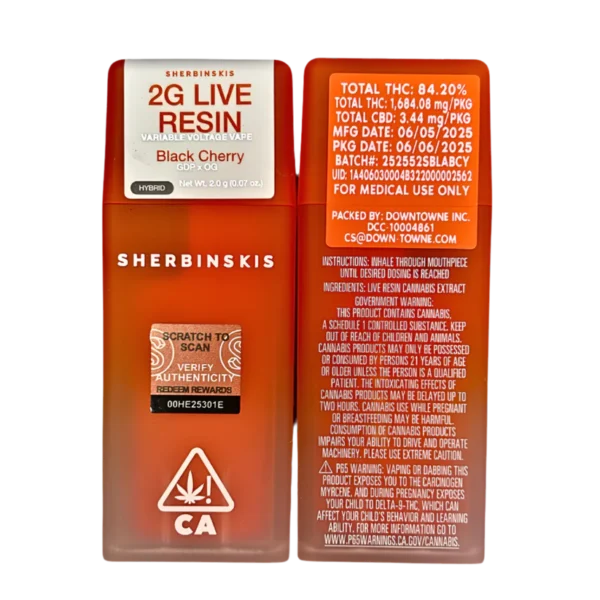 SHERBINSKIS
2G LIVE
RESIN
VARIABLE VOLTAGE VAPE
Black Cherry
GDP x OG
HYBRID
Net Wt. 2.0 g (0.07 oz.)
SHERBINSKIS
SCRATCH TO
SCAN
VERIFY
AUTHENTICITY
REDEEM REWARDS
00HE25301E
!
CA
TOTAL THC: 84.20%
TOTAL THC: 1,684.08 mg/PKG
TOTAL CBD: 3.44 mg/PKG
MFG DATE: 06/05/2025
PKG DATE: 06/06/2025
BATCH#: 252552SBLABCY
UID: 1A406030004B322000002562
FOR MEDICAL USE ONLY
PACKED BY: DOWNTOWNE INC.
DCC-10004861
CS@DOWN-TOWNE.COM
INSTRUCTIONS: INHALE THROUGH MOUTHPIECE
UNTIL DESIRED DOSING IS REACHED
INGREDIENTS: LIVE RESIN CANNABIS EXTRACT
GOVERNMENT WARNING:
THIS PRODUCT CONTAINS CANNABIS,
A SCHEDULE 1 CONTROLLED SUBSTANCE. KEEP
OUT OF REACH OF CHILDREN AND ANIMALS.
CANNABIS PRODUCTS MAY ONLY BE POSSESSED
OR CONSUMED BY PERSONS 21 YEARS OF AGE
OR OLDER UNLESS THE PERSON IS A QUALIFIED
PATIENT. THE INTOXICATING EFFECTS OF
CANNABIS PRODUCTS MAY BE DELAYED UP TO
TWO HOURS. CANNABIS USE WHILE PREGNANT
OR BREASTFEEDING MAY BE HARMFUL.
CONSUMPTION OF CANNABIS PRODUCTS
IMPAIRS YOUR ABILITY TO DRIVE AND OPERATE
MACHINERY. PLEASE USE EXTREME CAUTION.
P65 WARNING: VAPING OR DABBING THIS
PRODUCT EXPOSES YOU TO THE CARCINOGEN
MYRCENE, AND DURING PREGNANCY EXPOSES
YOUR CHILD TO DELTA-9-THC, WHICH CAN
AFFECT YOUR CHILD'S BEHAVIOR AND LEARNING
ABILITY. FOR MORE INFORMATION GO TO
WWW.P65WARNINGS.CA.GOV/CANNABIS.